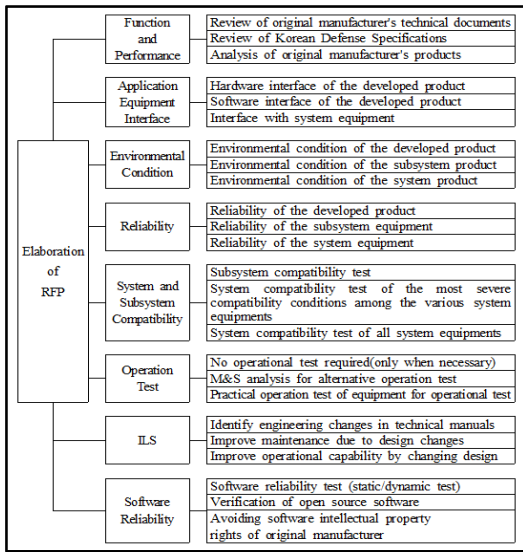 Elaboration
of
RFP
Function
and
Performance
Review of original manufacturer's technical documents
Review of Korean Defense Specifications
Analysis of original manufacturer's products
Application
Equipment
Interface
Hardware interface of the developed product
Software interface of the developed product
Interface with system equipment
Environmental
Condition
Environmental condition of the developed product
Environmental condition of the subsystem product
Environmental condition of the system product
Reliability
Reliability of the developed product
Reliability of the subsystem equipment
Reliability of the system equipment
System and
Subsystem
Compatibility
Subsystem compatibility test
System compatibility test of the most severe
compatibility conditions among the various system
equipments
System compatibility test of all system equipments
Operation
Test
No operational test required(only when necessary)
M&S analysis for alternative operation test
Practical operation test of equipment for operational test
ILS
Identify engineering changes in technical manuals
Improve maintenance due to design changes
Improve operational capability by changing design
Software
Reliability
Software reliability test (static/dynamic test)
Verification of open source software
Avoiding software intellectual property
rights of original manufacturer